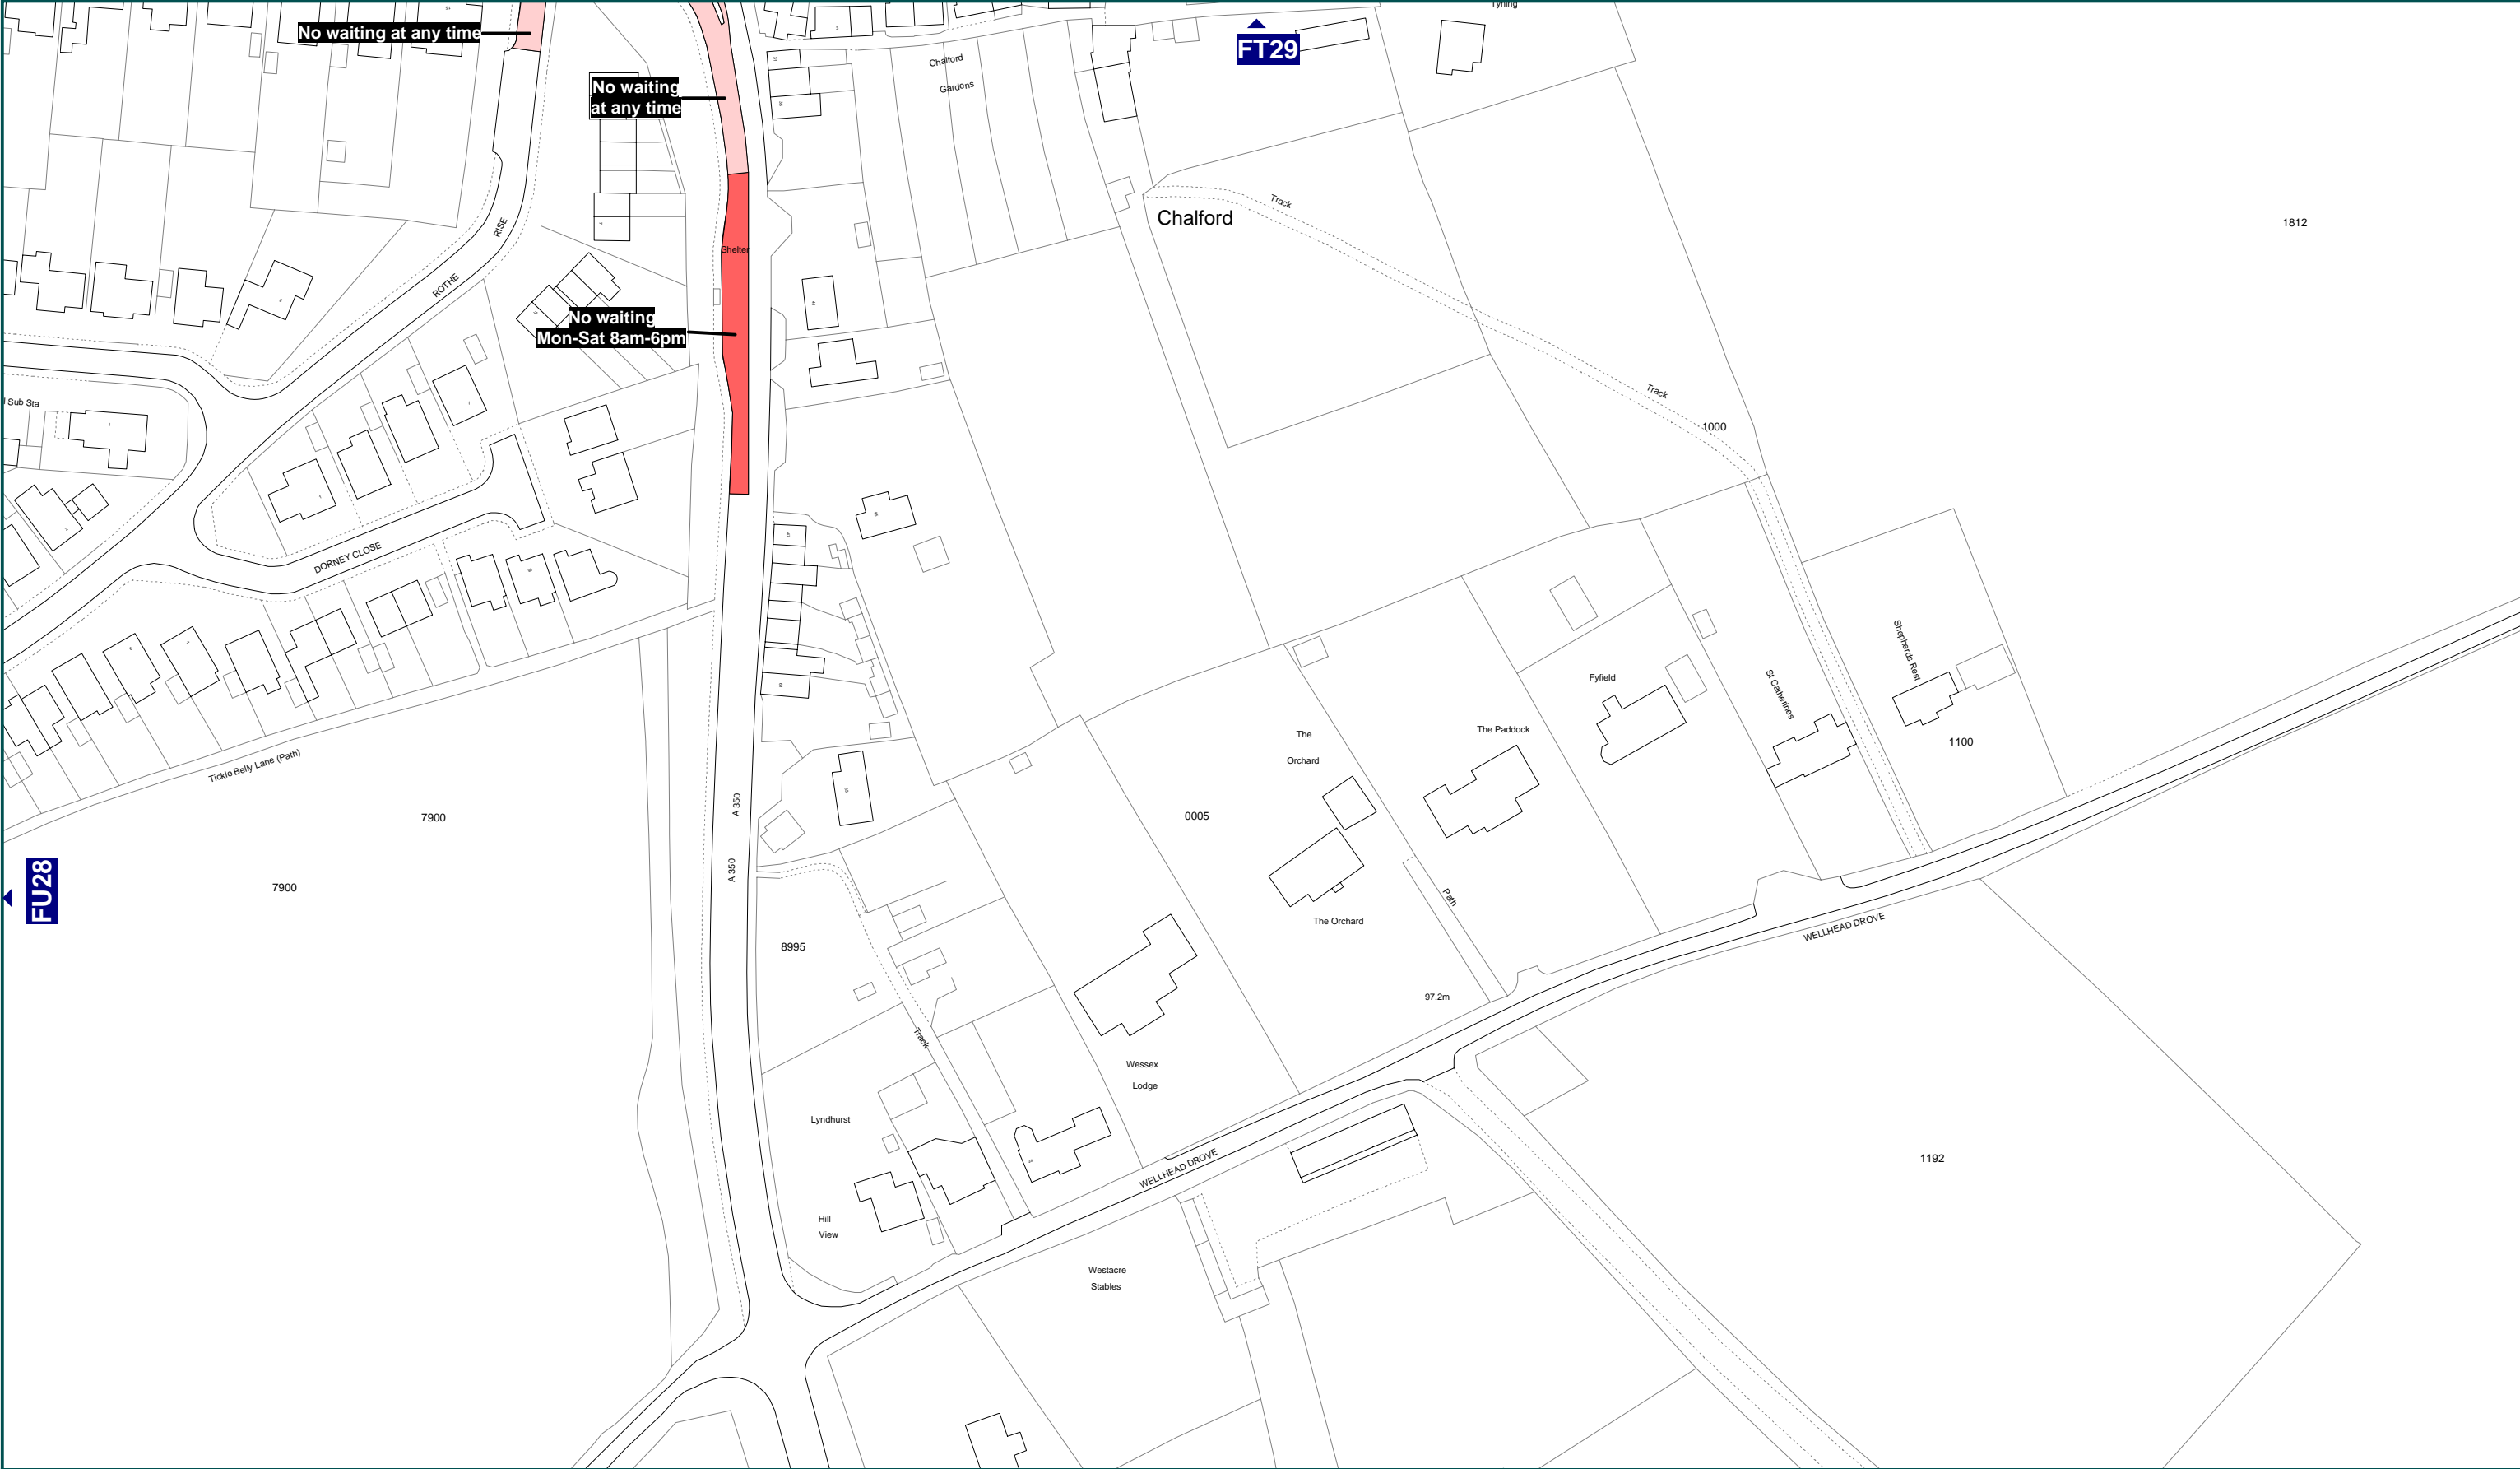 Tyning
No waiting at any time
FT29
Chalford
Gardens
No waiting
at any time
Track
Chalford
1812
RISE
Shelter
ROTHE
No waiting
Mon-Sat 8am-6pm
Track
Sub Sta
1000
DORNEY CLOSE
Shepherds Rest
Fyfield
St Catherines
The
Orchard
The Paddock
1100
Tickle Belly Lane (Path)
A 350
7900
0005
A 350
FU28
7900
Path
The Orchard
WELLHEAD DROVE
8995
97.2m
Track
Wessex
Lodge
Lyndhurst
WELLHEAD DROVE
1192
Hill
View
Westacre
Stables